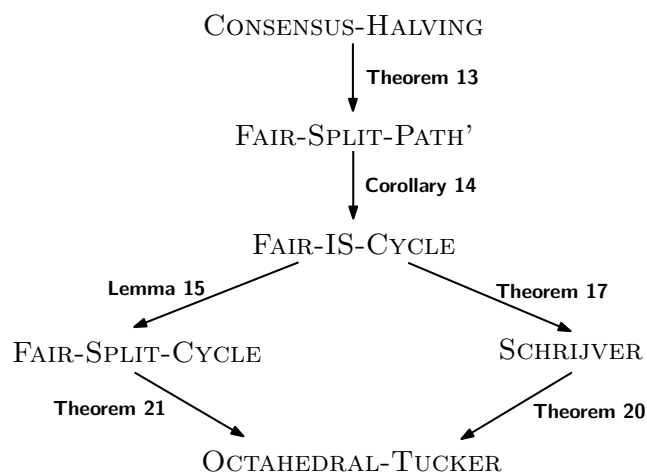 CONSENSUS-HALVING
Theorem 13
FAIR-SPLIT-PATH'
Corollary 14
FAIR-IS-CYCLE
Lemma 15
Theorem 17
FAIR-SPLIT-CYCLE
SCHRIJVER
Theorem 21
Theorem 20
OCTAHEDRAL-TUCKER